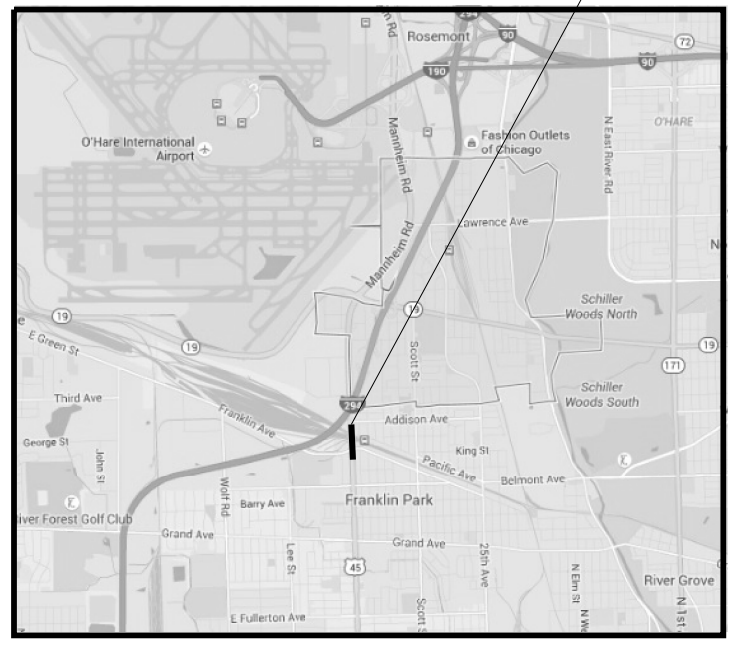 294
Rosemont
90
72
190
90
O'Hare International
Airport
Fashion Outlets
of Chicago
O'HARE
N East River Rd
Mannheim Rd
Lawrence Ave
Mannheim Rd
19
19
Schiller
Woods North
e
E Green St
19
Scott St
19
171
294
Third Ave
Franklin Ave
Addison Ave
Schiller
Woods South
George St
John St
King St
Pacific Ave
Belmont Ave
Wolf Rd
Barry Ave
Franklin Park
River Forest Golf Club
Grand Ave
Grand Ave
Lee St
25th Ave
45
N Elm St
River Grove
Scott S
N 1st
N We
E Fullerton Ave